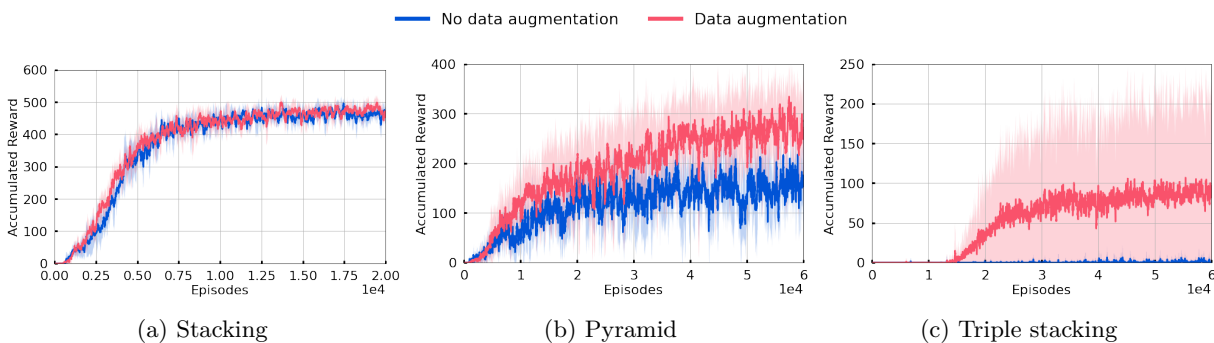 No data augmentation Data augmentation
Accumulated Reward
600
500
400
300
200
100
0
0.00 0.25 0.50 0.75 1.00 1.25 1.50 1.75 2.00
Episodes 1e4
(a) Stacking
Accumulated Reward
400
300
200
100
0
0 1 2 3 4 5 6
Episodes 1e4
(b) Pyramid
Accumulated Reward
250
200
150
100
50
0
0 1 2 3 4 5 6
Episodes 1e4
(c) Triple stacking